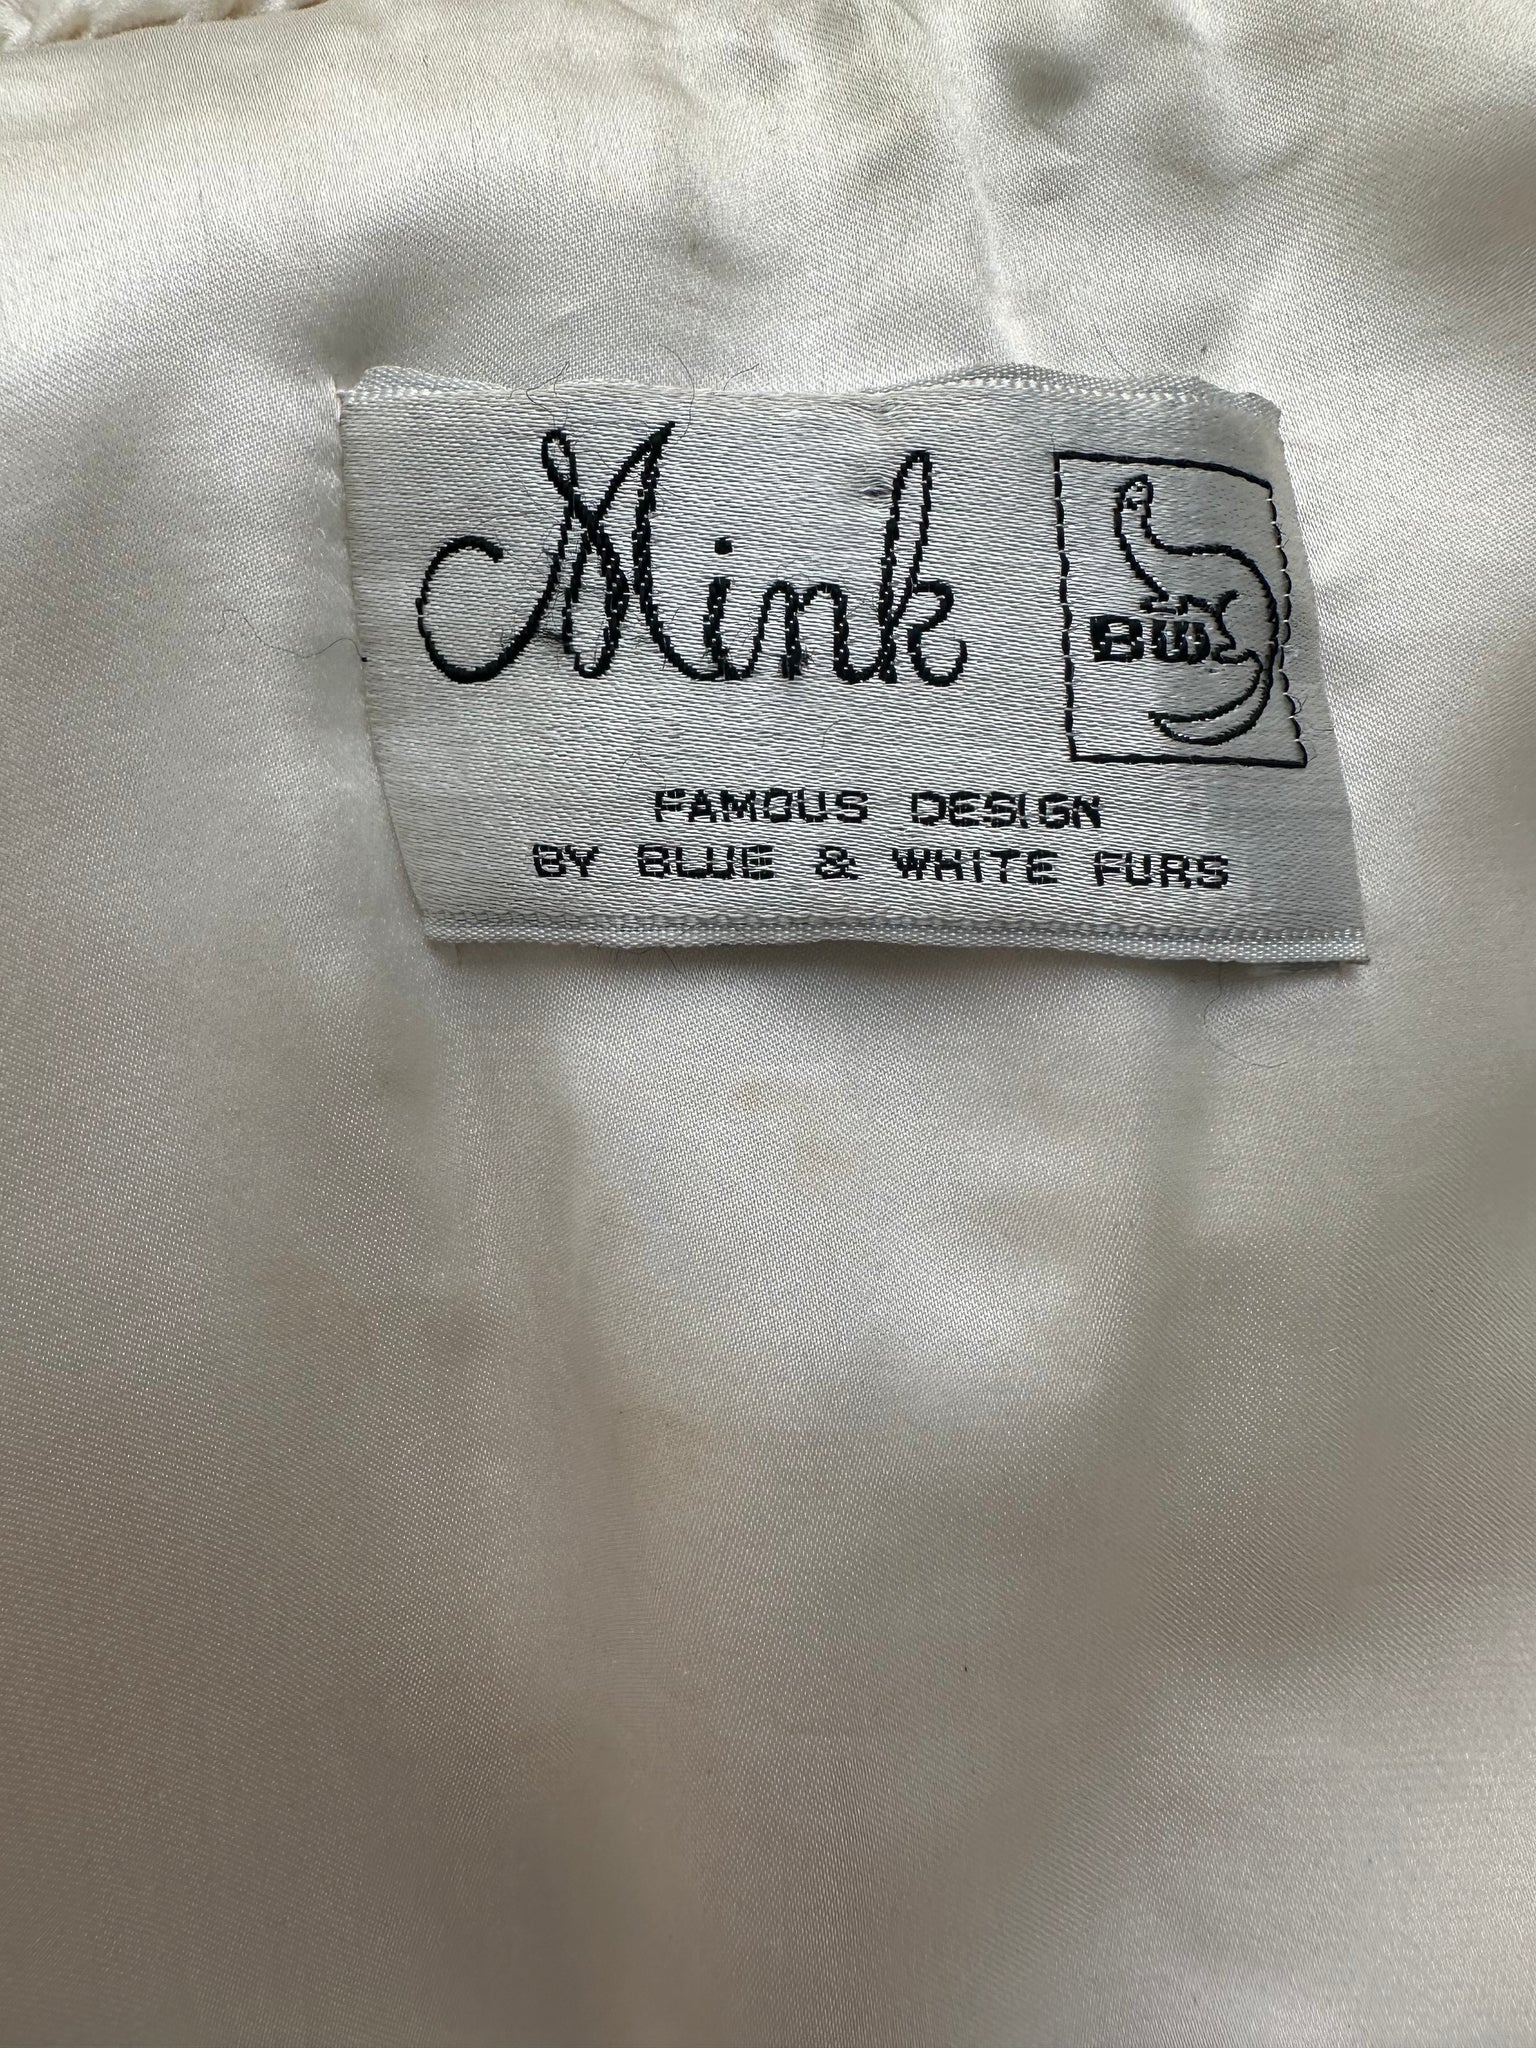 Mink
BW
FAMOUS DESIGN
BY BLUE & WHITE FURS